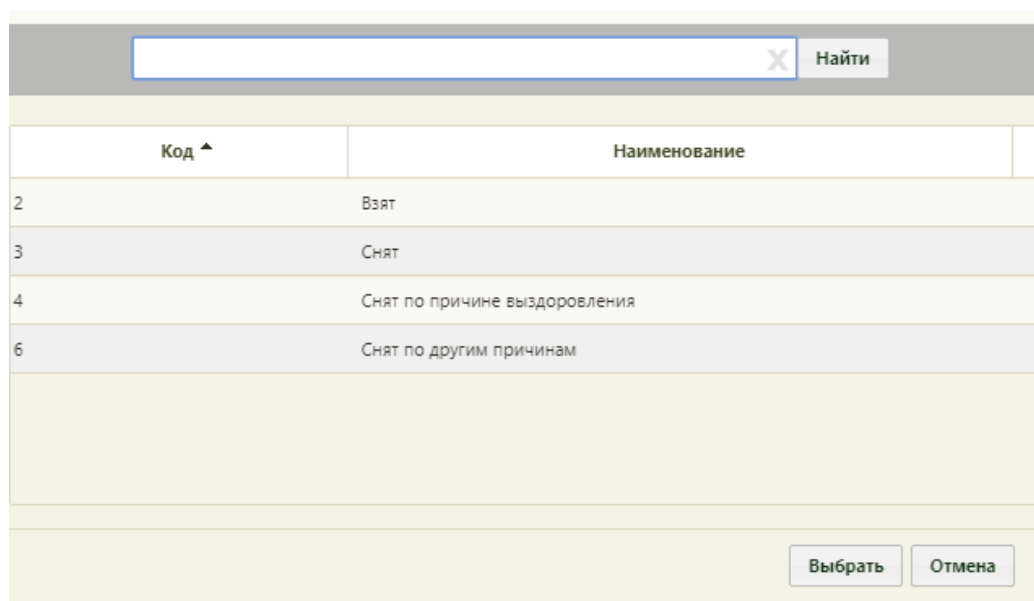 Найти
Код Наименование
2 Взят
3 Снят
4 Снят по причине выздоровления
6 Снят по другим причинам
Выбрать Отмена